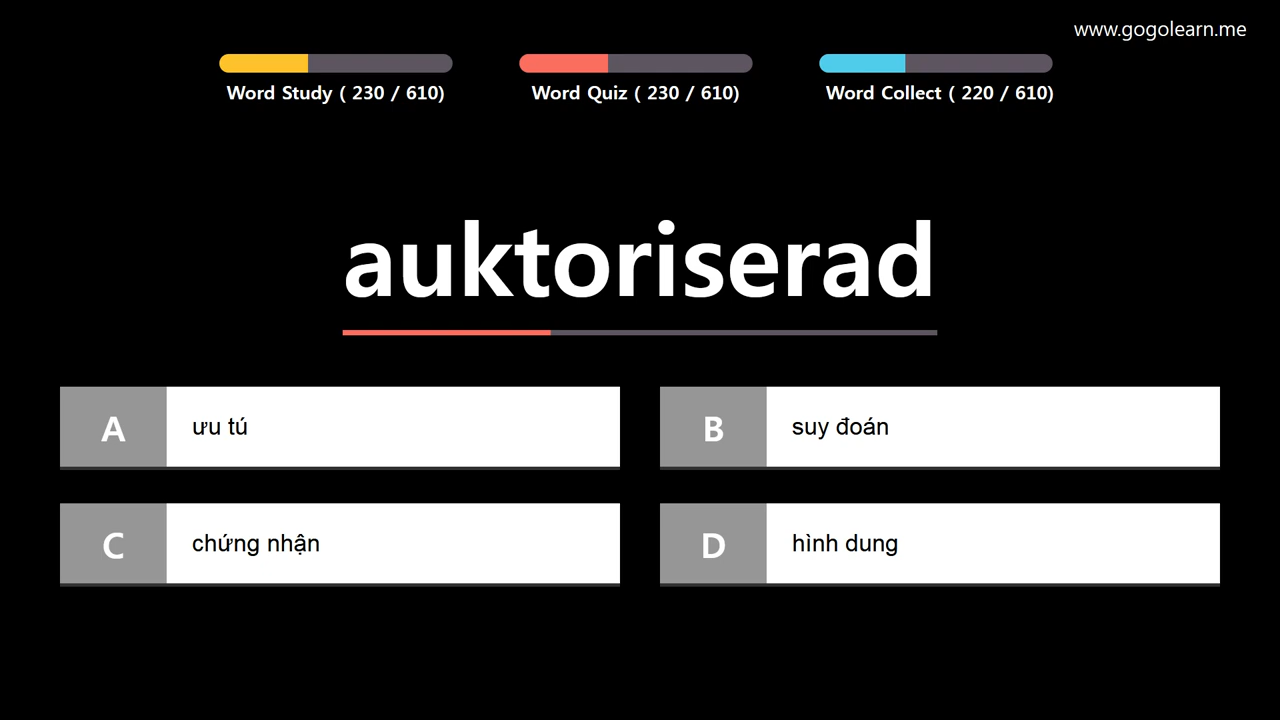 www.gogolearn.me
Word Study ( 230 / 610)
Word Quiz ( 230 / 610)
Word Collect ( 220 / 610)
auktoriserad
A
ưu tú
B
suy đoán
C
chứng nhận
D
hình dung